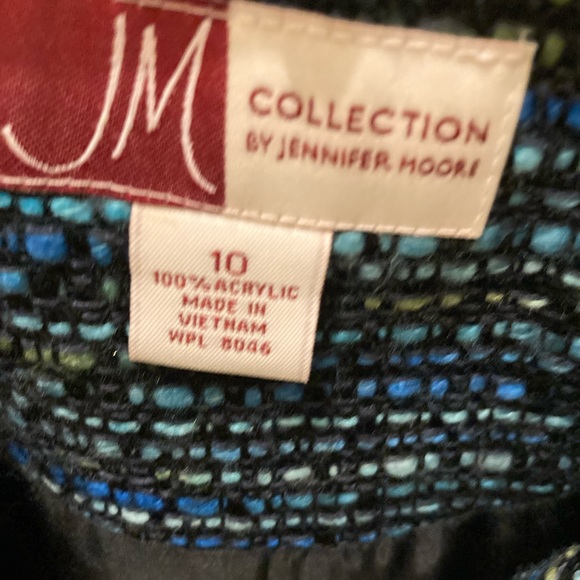 JM
COLLECTION
BY JENNIFER MOORE
10
100% ACRYLIC
MADE IN
VIETNAM
WPL 8046